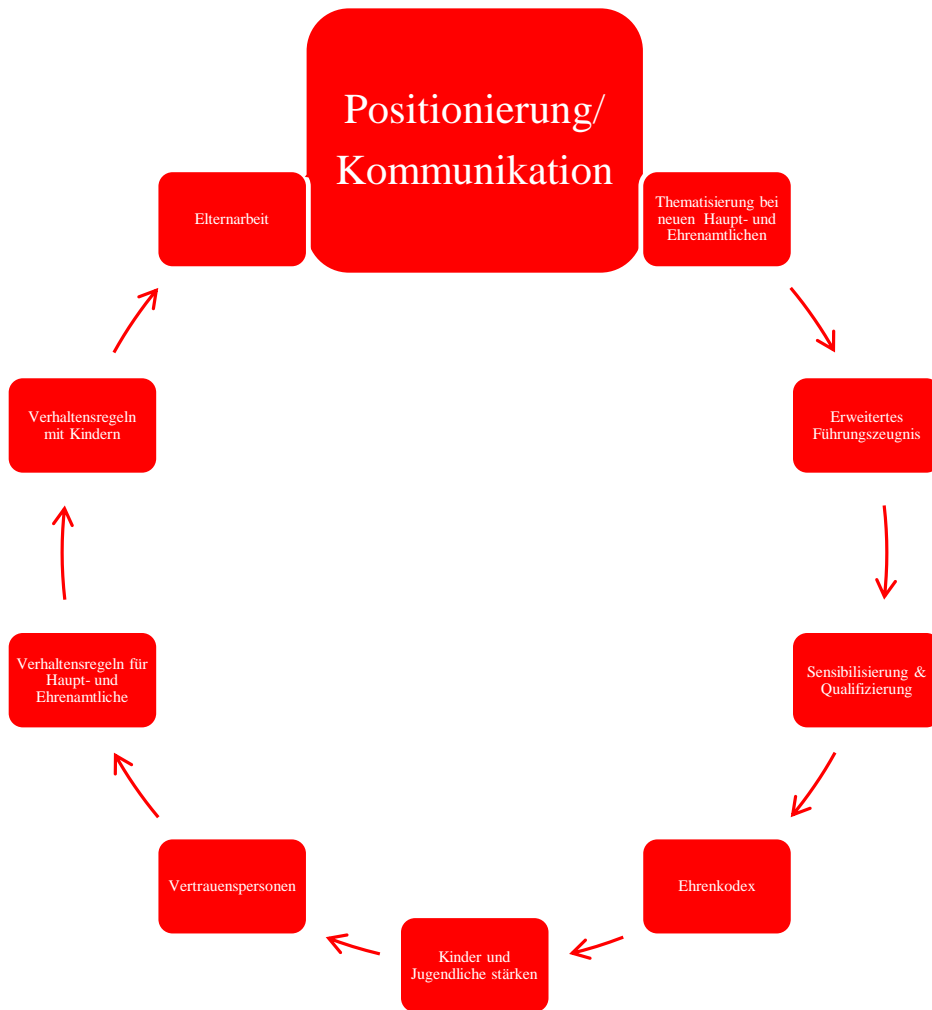 Positionierung/
Kommunikation
Thematisierung bei
neuen Haupt- und
Ehrenamtlichen
Erweitertes
Führungszeugnis
Sensibilisierung &
Qualifizierung
Ehrenkodex
Kinder und
Jugendliche stärken
Vertrauenspersonen
Verhaltensregeln für
Haupt- und
Ehrenamtliche
Verhaltensregeln
mit Kindern
Elternarbeit